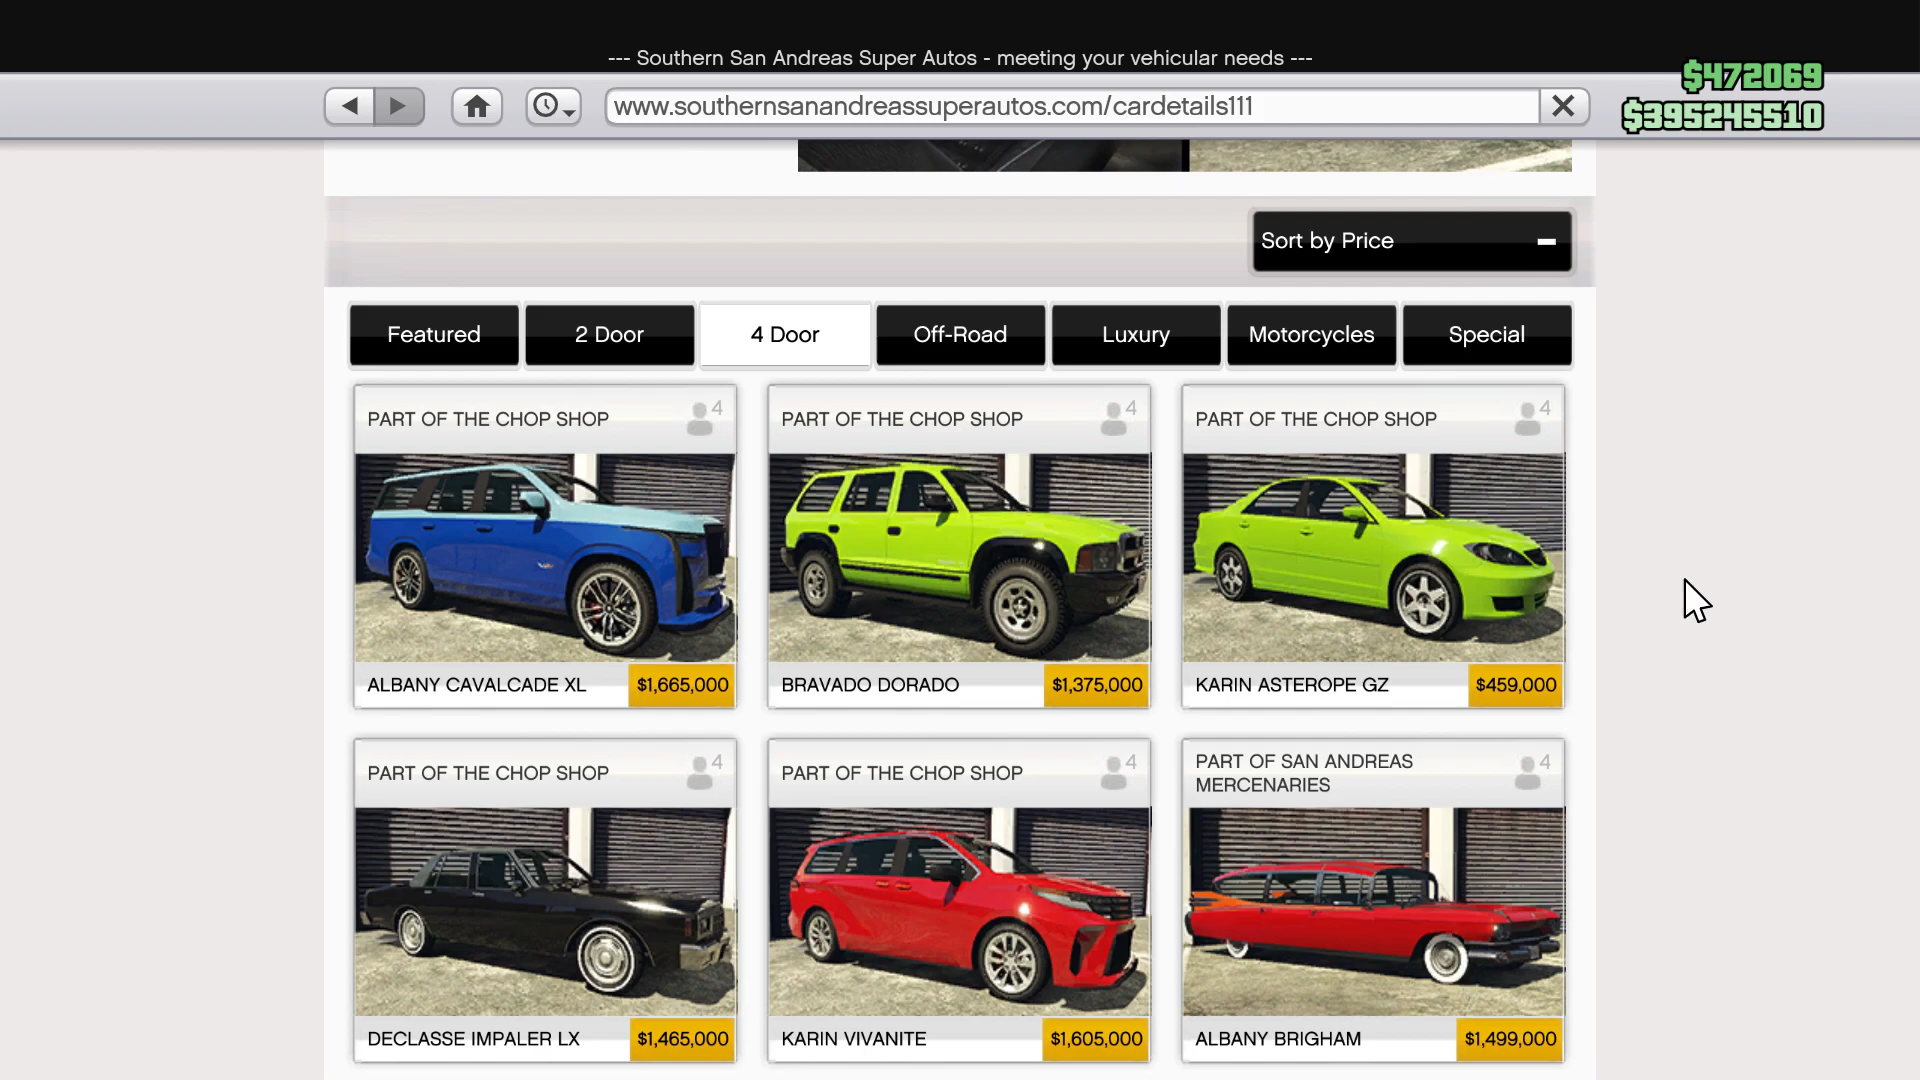 --- Southern San Andreas Super Autos - meeting your vehicular needs ---
$472069
www.southernsanandreassuperautos.com/cardetails111
$395245510
Sort by Price
Featured
2 Door
4 Door
Off-Road
Luxury
Motorcycles
Special
PART OF THE CHOP SHOP
4
PART OF THE CHOP SHOP
4
PART OF THE CHOP SHOP
4
ALBANY CAVALCADE XL
$1,665,000
BRAVADO DORADO
$1,375,000
KARIN ASTEROPE GZ
$459,000
PART OF THE CHOP SHOP
4
PART OF THE CHOP SHOP
4
PART OF SAN ANDREAS
MERCENARIES
4
DECLASSE IMPALER LX
$1,465,000
KARIN VIVANITE
$1,605,000
ALBANY BRIGHAM
$1,499,000